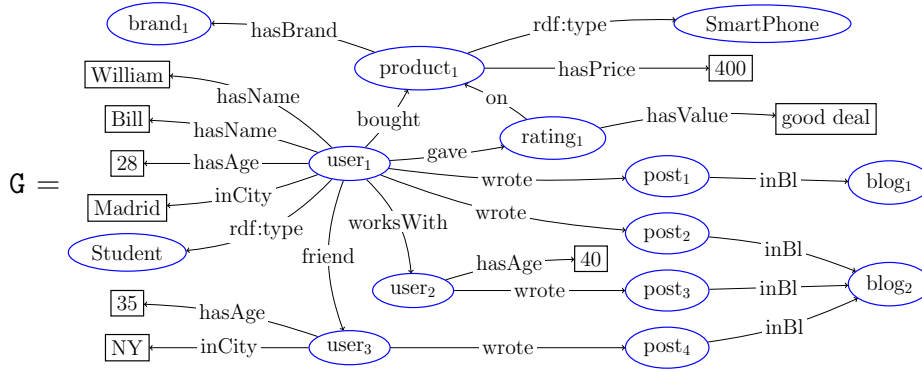 brand₁ hasBrand rdf:type SmartPhone
William product₁ hasPrice 400
hasName on
Bill hasName bought rating₁ hasValue good deal
28 hasAge user₁ gave
G =
Madrid inCity wrote post₁ inBl blog₁
Student rdf:type worksWith wrote post₂ inBl
friend hasAge 40
user₂ wrote post₃ inBl blog₂
35 hasAge
NY inCity user₃ wrote post₄ inBl